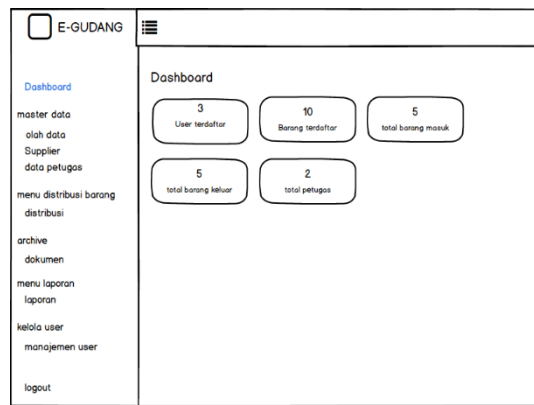 E-GUDANG
Dashboard
master data
olah data
Supplier
data petugas
menu distribusi barang
distribusi
archive
dokumen
menu laporan
laporan
kelola user
manajemen user
logout
Dashboard
3
User terdaftar
10
Barang terdaftar
5
total barang masuk
5
total barang keluar
2
total petugas